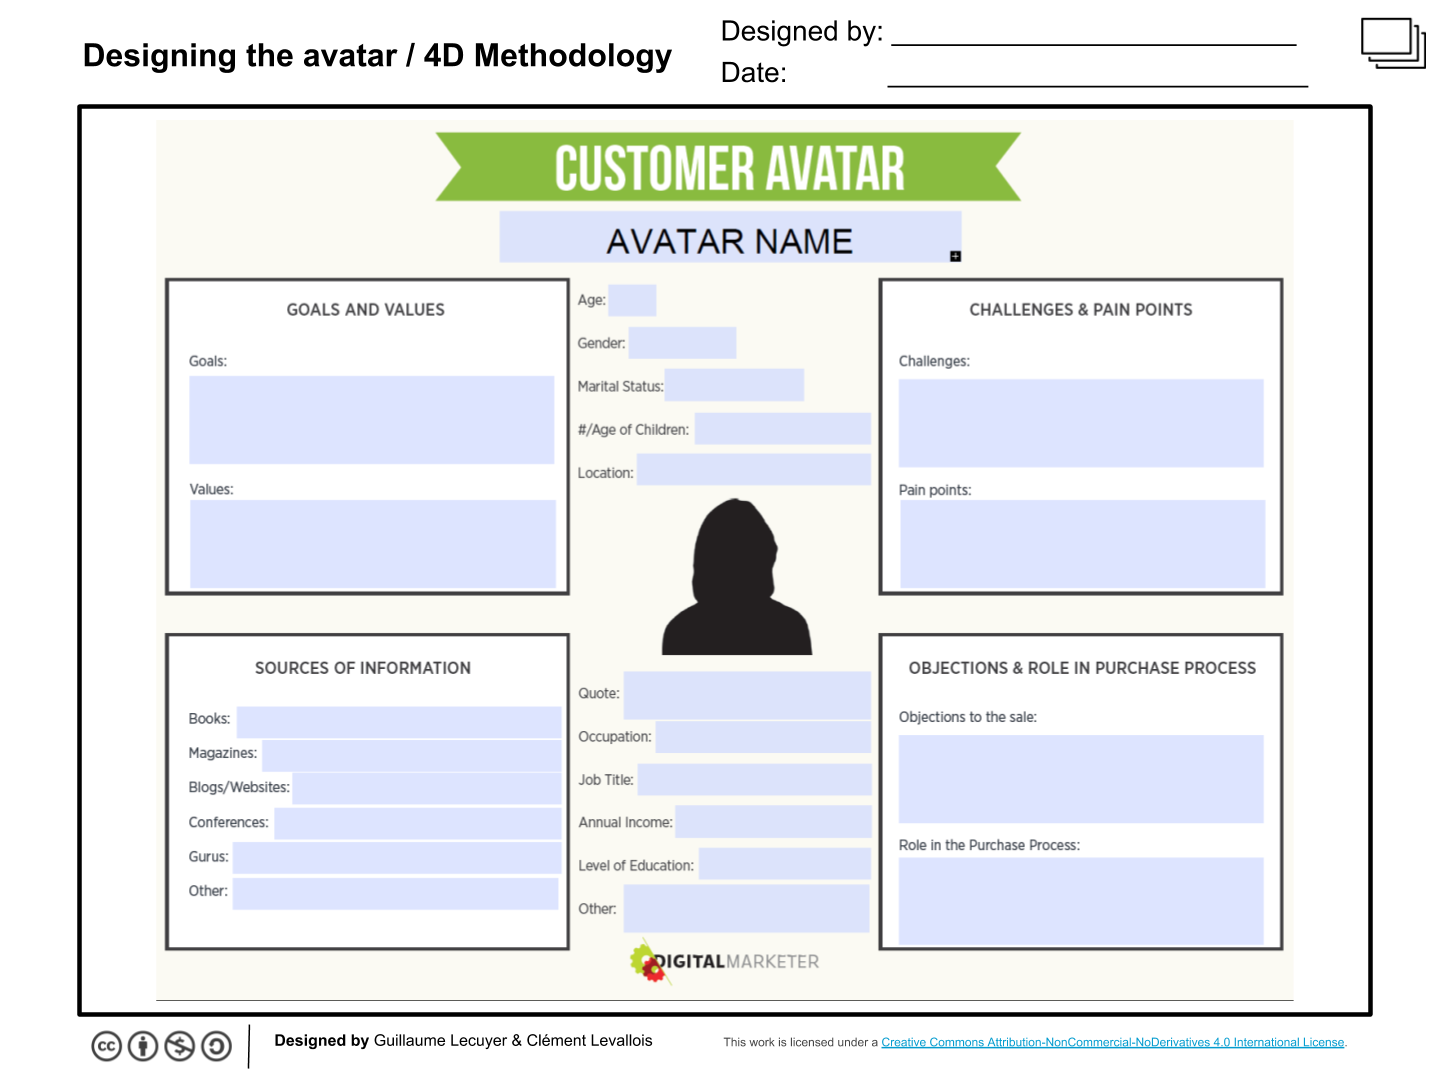 Designing the avatar / 4D Methodology
Designed by:
Date:
CUSTOMER AVATAR
AVATAR NAME
GOALS AND VALUES
Goals:
Values:
Age:
Gender:
Marital Status:
#/Age of Children:
Location:
CHALLENGES & PAIN POINTS
Challenges:
Pain points:
SOURCES OF INFORMATION
Books:
Magazines:
Blogs/Websites:
Conferences:
Gurus:
Other:
Quote:
Occupation:
Job Title:
Annual Income:
Level of Education:
Other:
OBJECTIONS & ROLE IN PURCHASE PROCESS
Objections to the sale:
Role in the Purchase Process:
DIGITALMARKETER
cc
Designed by Guillaume Lecuyer & Clément Levallois
This work is licensed under a Creative Commons Attribution-NonCommercial-NoDerivatives 4.0 International License.